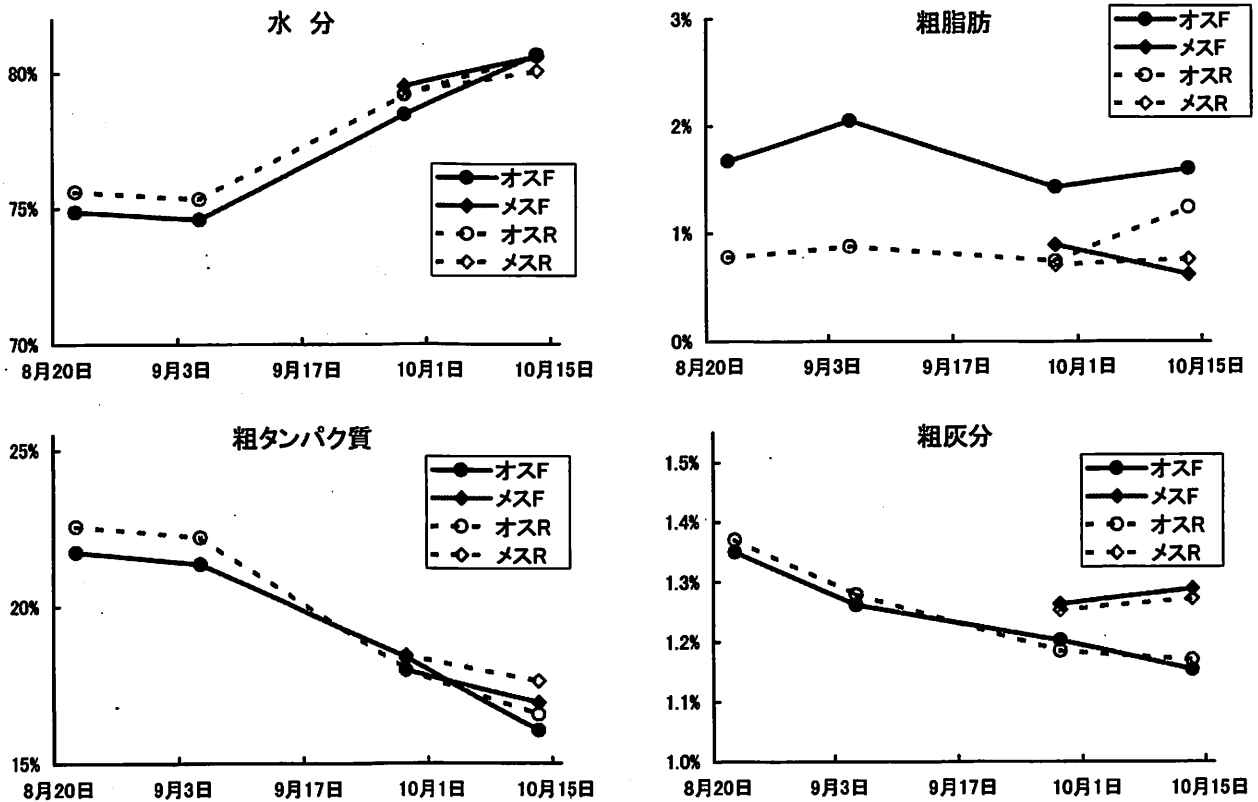 水 分
80%
75%
70%
8月20日 9月3日 9月17日 10月1日 10月15日
オスF
メスF
オスR
メスR
粗脂肪
3%
2%
1%
0%
8月20日 9月3日 9月17日 10月1日 10月15日
オスF
メスF
オスR
メスR
粗タンパク質
25%
20%
15%
8月20日 9月3日 9月17日 10月1日 10月15日
オスF
メスF
オスR
メスR
粗灰分
1.5%
1.4%
1.3%
1.2%
1.1%
1.0%
8月20日 9月3日 9月17日 10月1日 10月15日
オスF
メスF
オスR
メスR